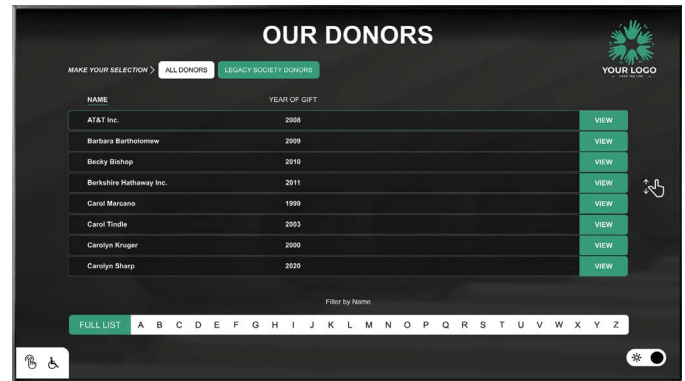 OUR DONORS
YOUR LOGO
MAKE YOUR SELECTION > ALL DONORS LEGACY SOCIETY DONORS
NAME YEAR OF GIFT
AT&T Inc. 2008 VIEW
Barbara Bartholomew 2009 VIEW
Becky Bishop 2010 VIEW
Berkshire Hathaway Inc. 2011 VIEW
Carol Marcano 1999 VIEW
Carol Tindle 2003 VIEW
Carolyn Kruger 2000 VIEW
Carolyn Sharp 2020 VIEW
Filter by Name
FULL LIST A B C D E F G H I J K L M N O P Q R S T U V W X Y Z